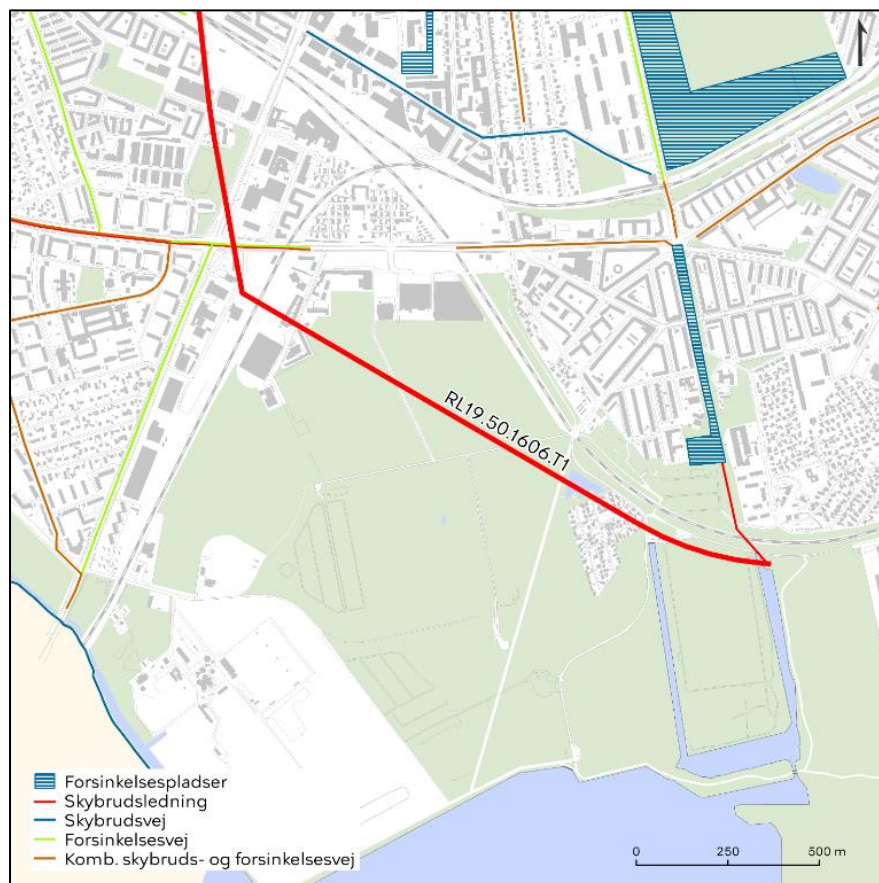 RL19.50.1606.T1
Forsinkelsespladser
Skybrudsledning
Skybrudsvej
Forsinkelsesvej
Komb. skybruds- og forsinkelsesvej
0 250 500 m